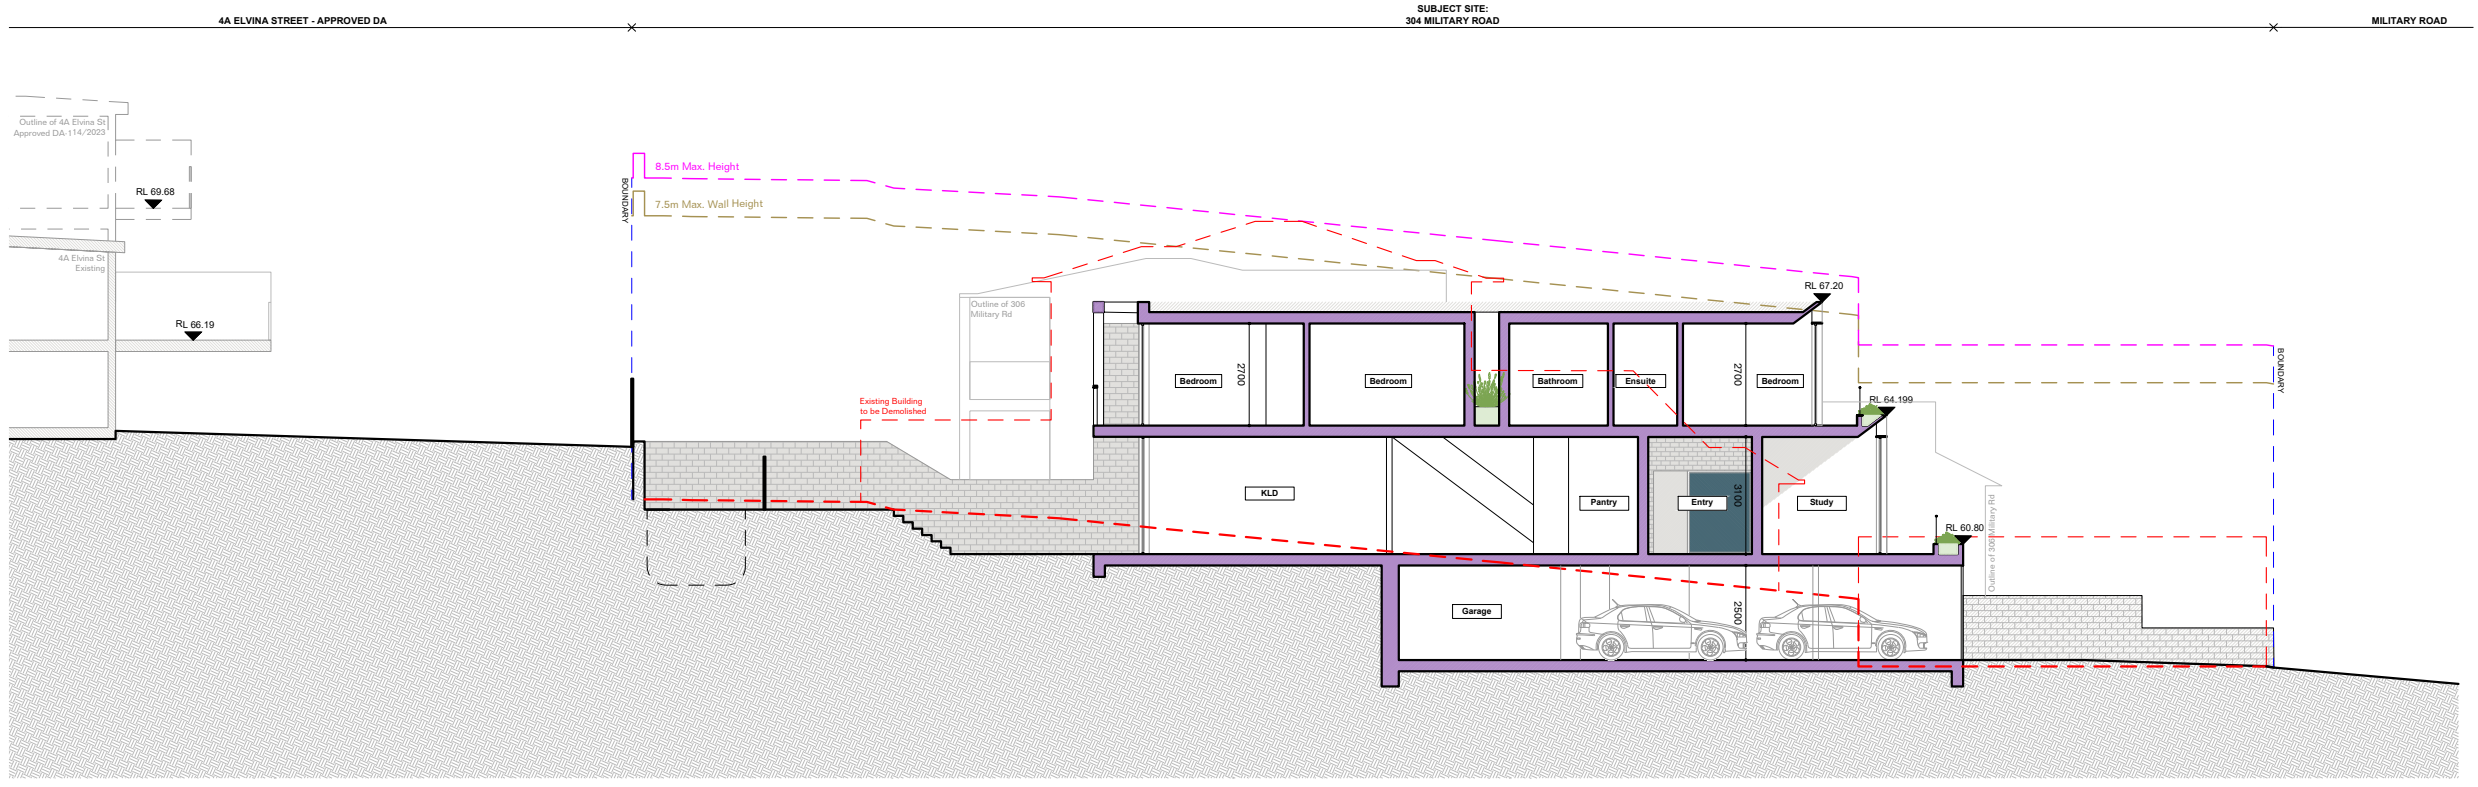 4A ELVINA STREET - APPROVED DA
SUBJECT SITE:
304 MILITARY ROAD
MILITARY ROAD
Outline of 4A Elvina St
Approved DA-114/2023
RL 69.68
4A Elvina St
Existing
RL 66.19
BOUNDARY
8.5m Max. Height
7.5m Max. Wall Height
Outline of 306
Military Rd
Existing Building
to be Demolished
RL 67.20
BOUNDARY
Bedroom
2700
Bedroom
Bathroom
Ensuite
2700
Bedroom
RL 64.199
KLD
Pantry
Entry
3100
Study
RL 60.80
Outline of 306 Military Rd
Garage
2500